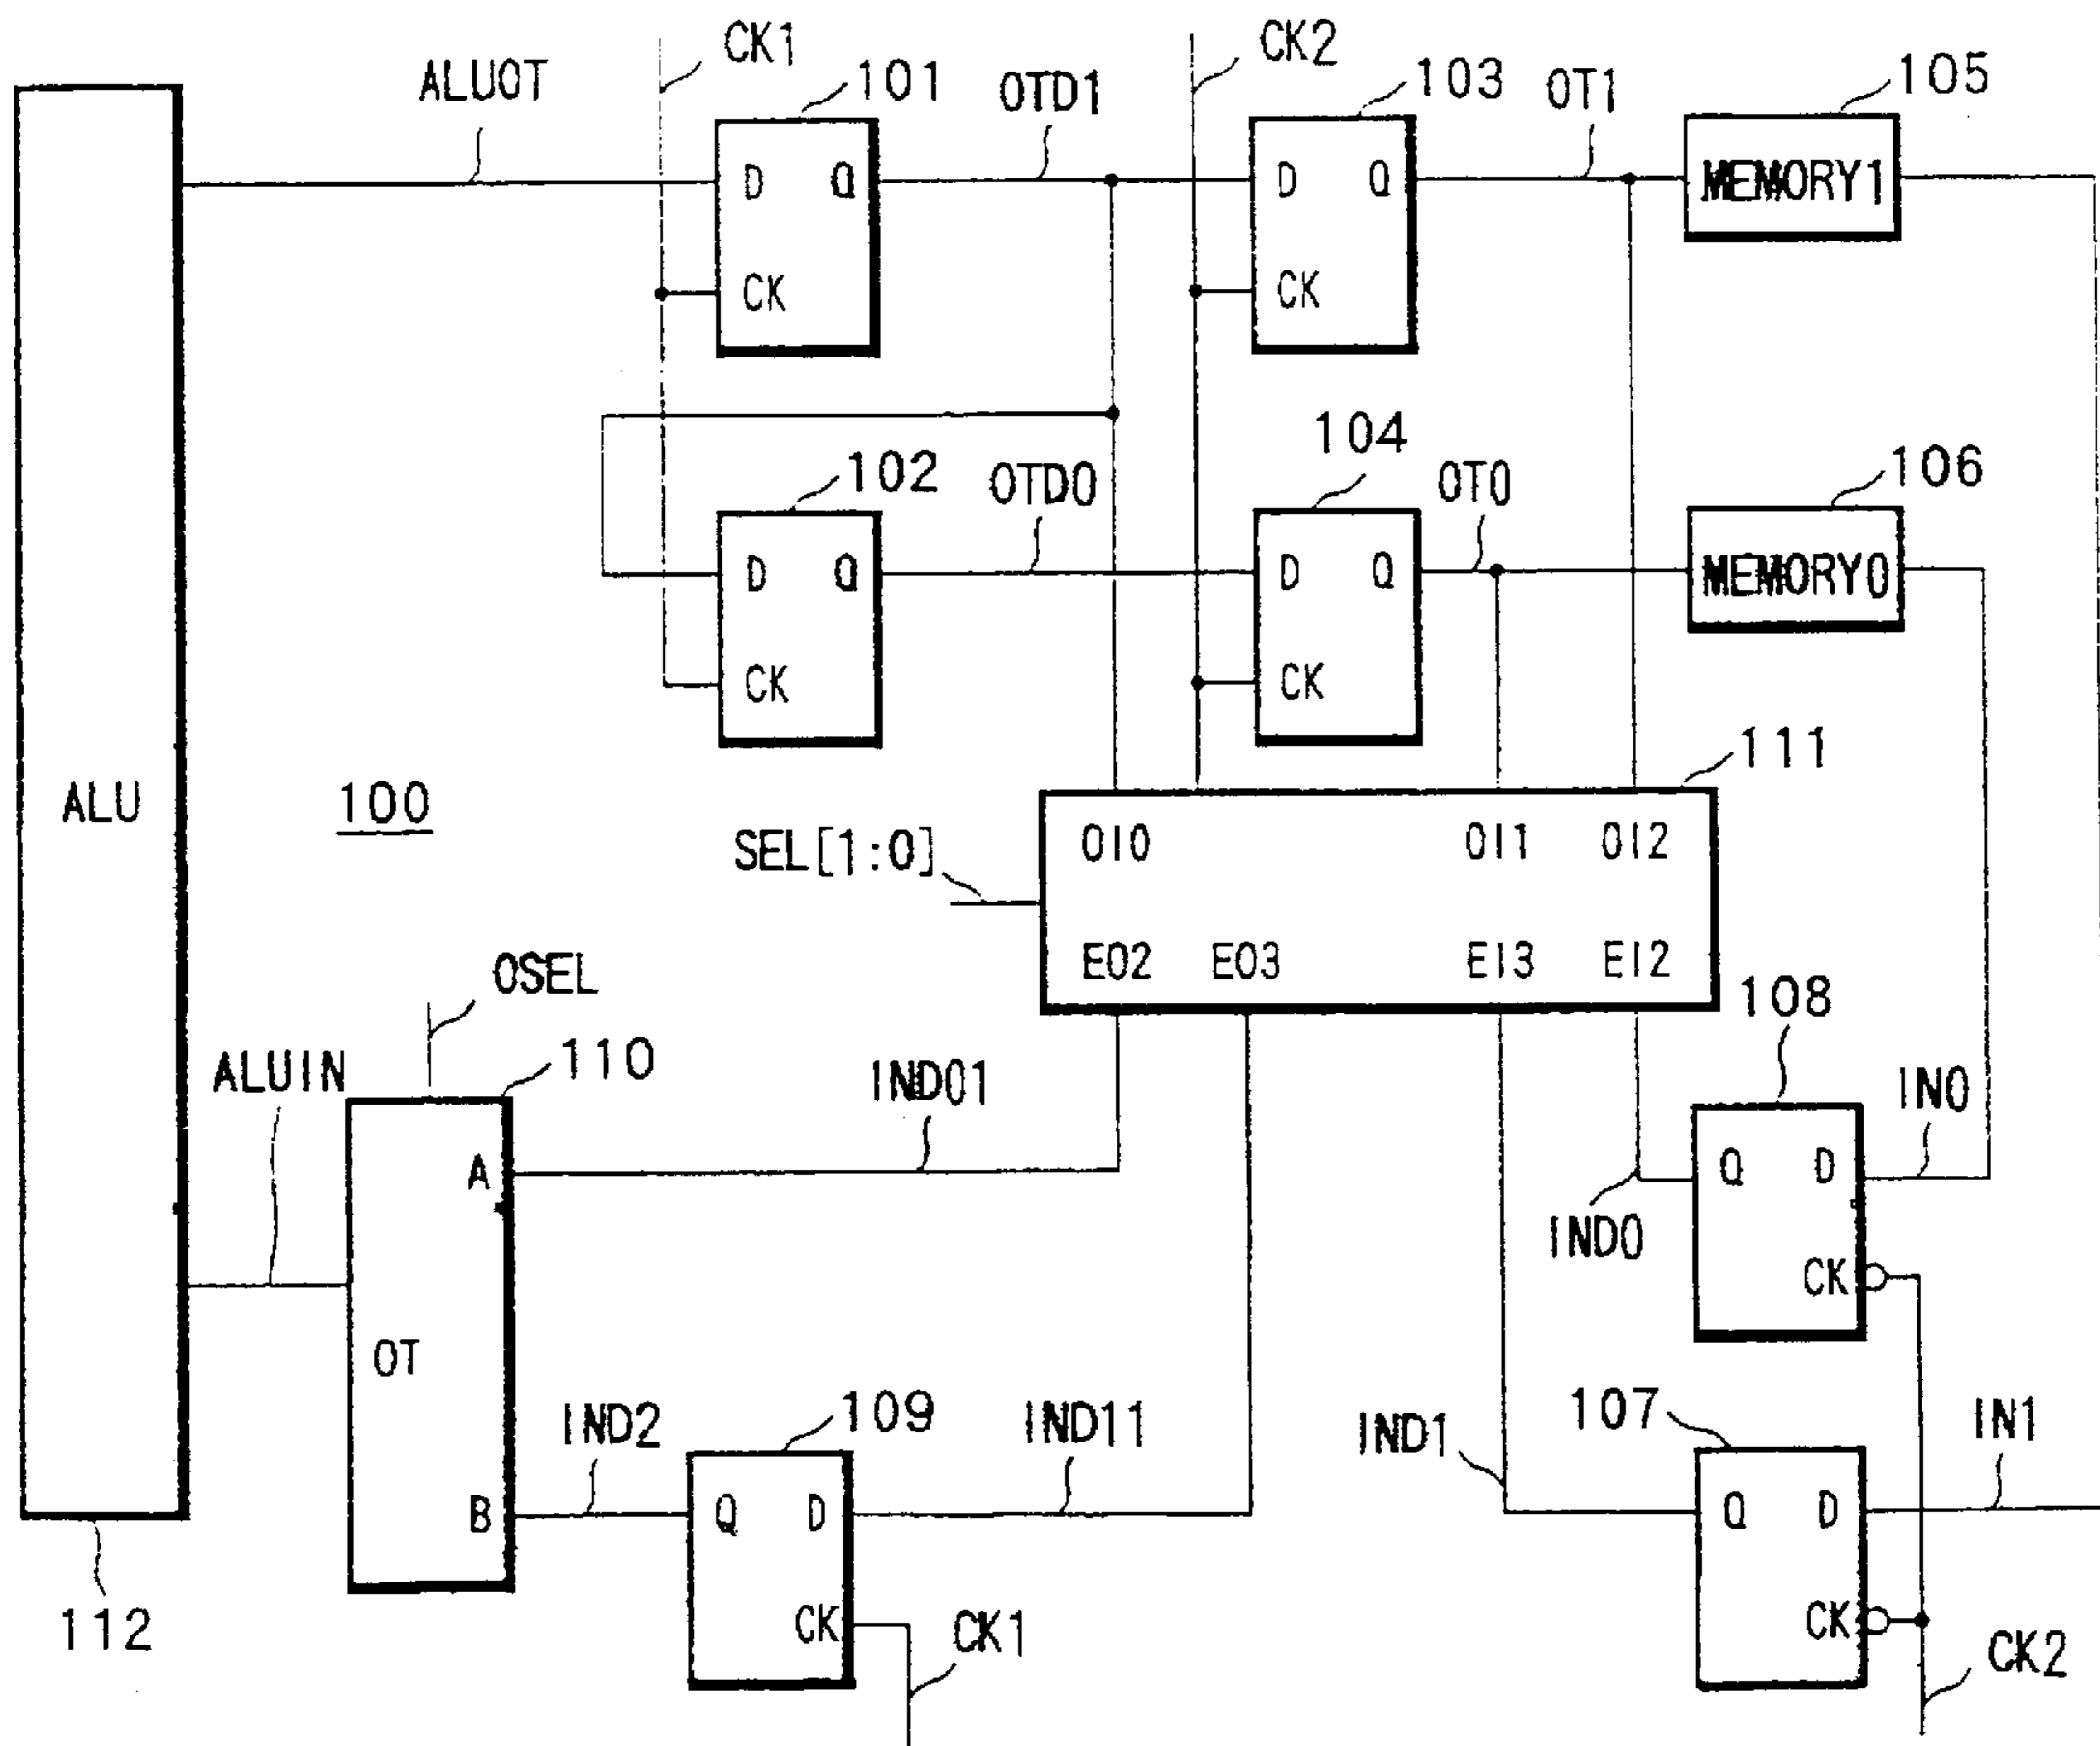 CK1
CK2
ALUOT
101
OTD1
103
OT1
105
D Q
D Q
MEMORY1
CK
CK
102
OTD0
104
OT0
106
D Q
D Q
MEMORY0
CK
CK
111
ALU
100
SEL[1:0]
OI0 OI1 OI2
EO2 EO3 EI3 EI2
OSEL
108
110
ALUIN
IND01
IN0
A
Q D
IND0
CK
OT
109
107
IND2
IND11
IND1
IN1
B
Q D
Q D
CK
CK
112
CK1
CK2